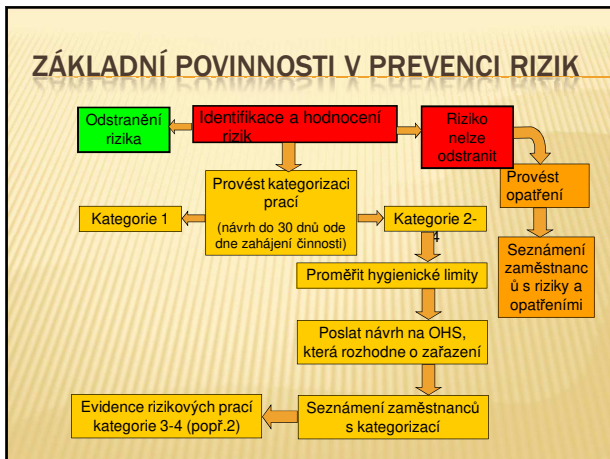 ZÁKLADNÍ POVINNOSTI V PREVENCI RIZIK
Odstranění
rizika
Identifikace a hodnocení
rizik
Riziko
nelze
odstranit
Provést kategorizaci
prací
(návrh do 30 dnů ode
dne zahájení činnosti)
Provést
opatření
Kategorie 1
Kategorie 2-
4
Seznámení
zaměstnanc
ů s riziky a
opatřeními
Proměřit hygienické limity
Poslat návrh na OHS,
která rozhodne o zařazení
Evidence rizikových prací
kategorie 3-4 (popř.2)
Seznámení zaměstnanců
s kategorizací